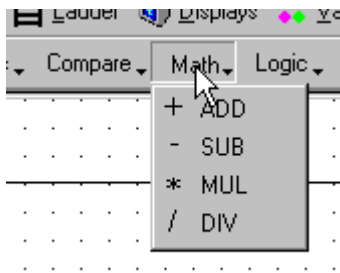 Ladder Displays
Compare Math Logic
+ ADD
- SUB
* MUL
/ DIV